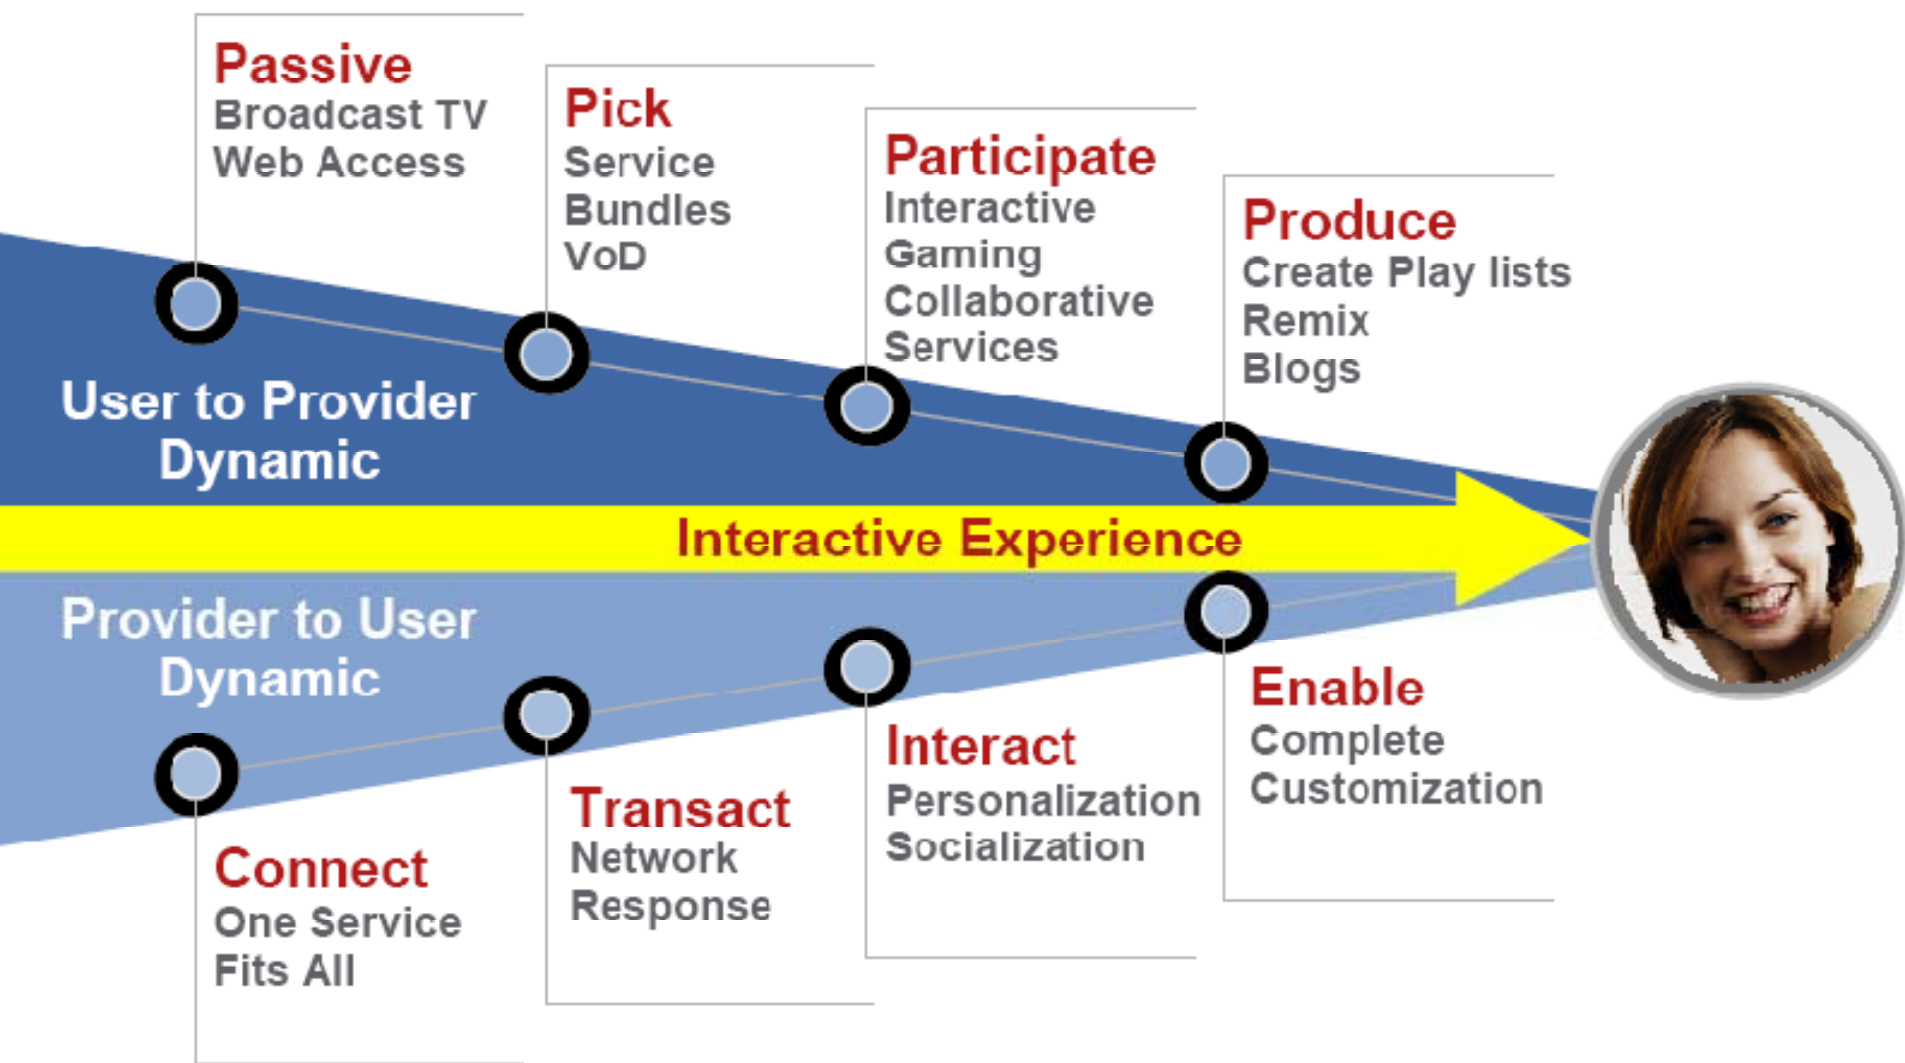 Passive
Broadcast TV
Web Access
Pick
Service
Bundles
VoD
Participate
Interactive
Gaming
Collaborative
Services
Produce
Create Play lists
Remix
Blogs
User to Provider
Dynamic
Interactive Experience
Provider to User
Dynamic
Connect
One Service
Fits All
Transact
Network
Response
Interact
Personalization
Socialization
Enable
Complete
Customization